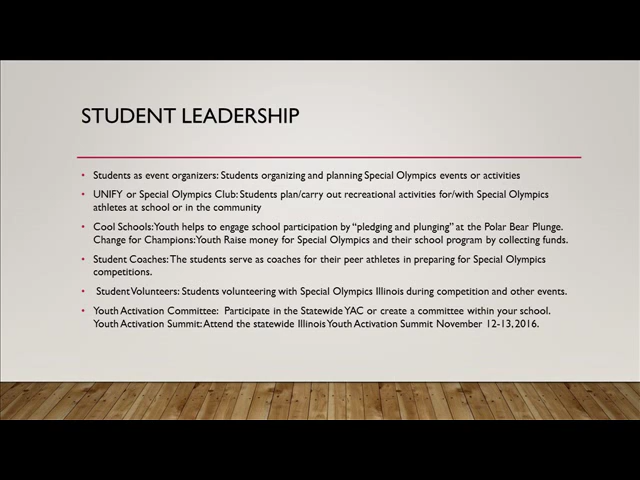 STUDENT LEADERSHIP
• Students as event organizers: Students organizing and planning Special Olympics events or activities
• UNIFY or Special Olympics Club: Students plan/carry out recreational activities for/with Special Olympics
athletes at school or in the community
• Cool Schools: Youth helps to engage school participation by “pledging and plunging” at the Polar Bear Plunge.
Change for Champions: Youth Raise money for Special Olympics and their school program by collecting funds.
• Student Coaches: The students serve as coaches for their peer athletes in preparing for Special Olympics
competitions.
• Student Volunteers: Students volunteering with Special Olympics Illinois during competition and other events.
• Youth Activation Committee: Participate in the Statewide YAC or create a committee within your school.
Youth Activation Summit: Attend the statewide Illinois Youth Activation Summit November 12-13, 2016.